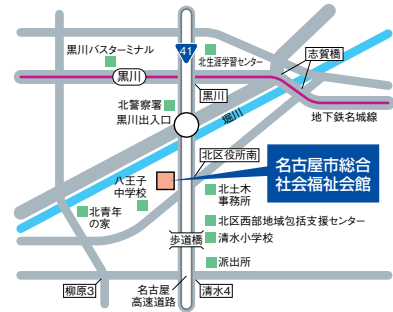 41
黒川バスターミナル
北生涯学習センター
志賀橋
黒川
北警察署
黒川出入口
黒川
堀川
地下鉄名城線
北区役所南
名古屋市総合
社会福祉会館
八王子
中学校
北土木
事務所
北青年
の家
北区西部地域包括支援センター
歩道橋
清水小学校
派出所
柳原3
名古屋
高速道路
清水4